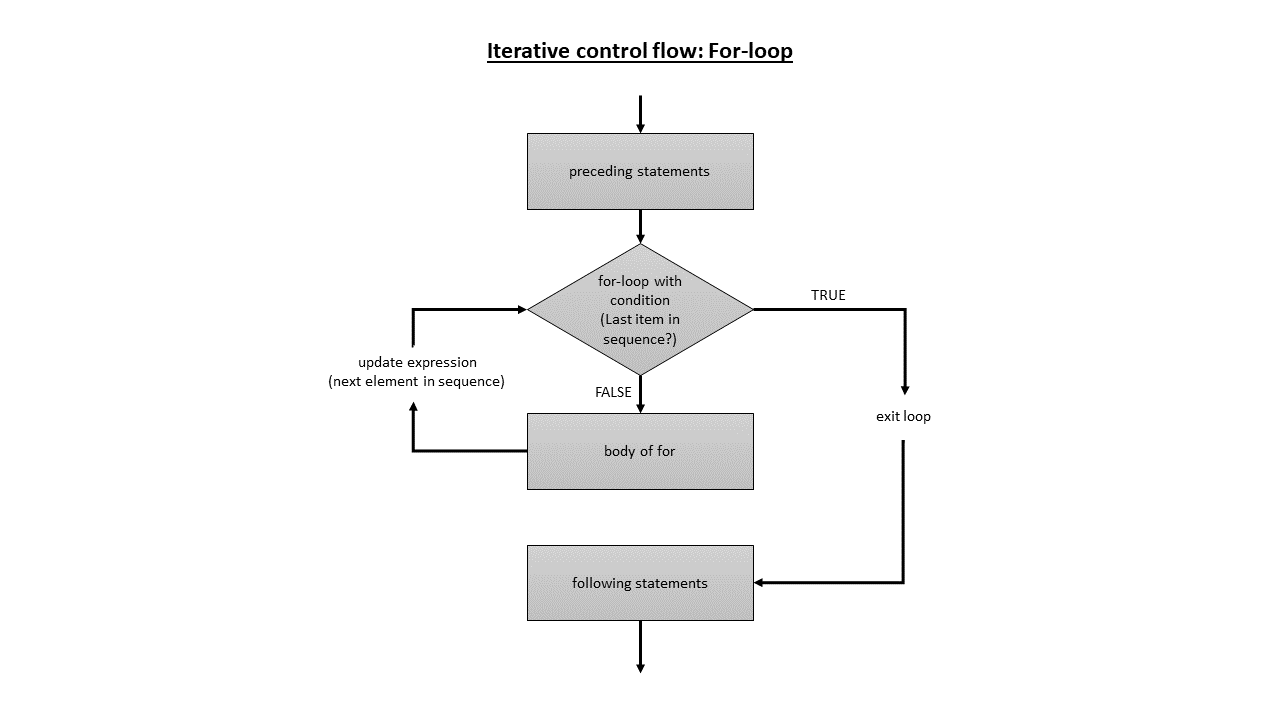 Iterative control flow: For-loop
preceding statements
for-loop with
condition
(Last item in
sequence?)
TRUE
update expression
(next element in sequence)
FALSE
exit loop
body of for
following statements